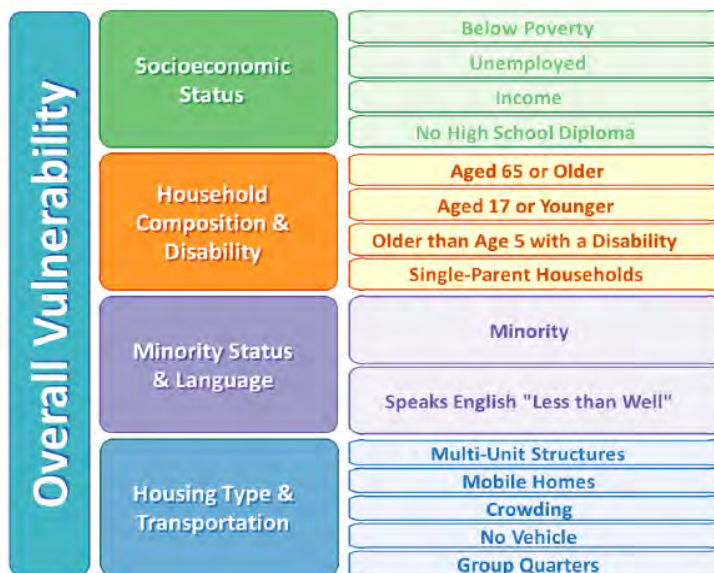 Overall Vulnerability
Socioeconomic
Status
Below Poverty
Unemployed
Income
No High School Diploma
Household
Composition &
Disability
Aged 65 or Older
Aged 17 or Younger
Older than Age 5 with a Disability
Single-Parent Households
Minority Status
& Language
Minority
Speaks English "Less than Well"
Housing Type &
Transportation
Multi-Unit Structures
Mobile Homes
Crowding
No Vehicle
Group Quarters